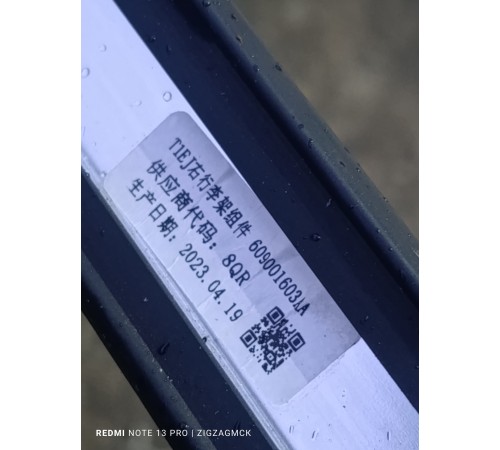 T1EJ右行李架组件 609001603AA
供应商代码: 8QR
生产日期: 2023.04.19
REDMI NOTE 13 PRO | ZIGZAGMCK